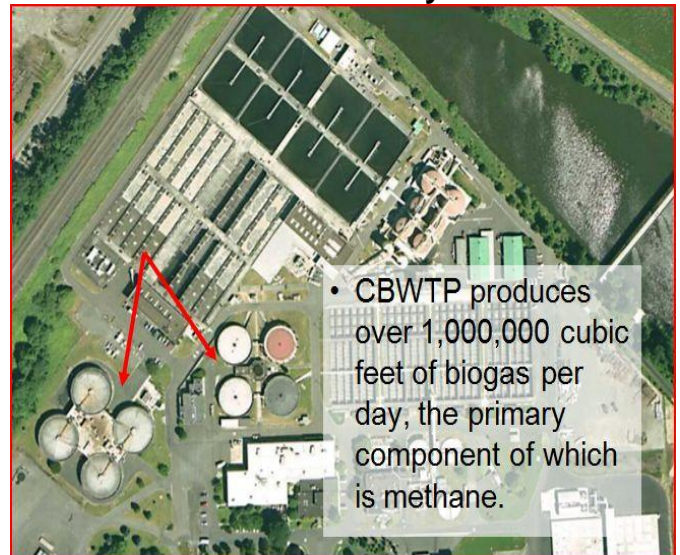 • CBWTP produces
over 1,000,000 cubic
feet of biogas per
day, the primary
component of which
is methane.